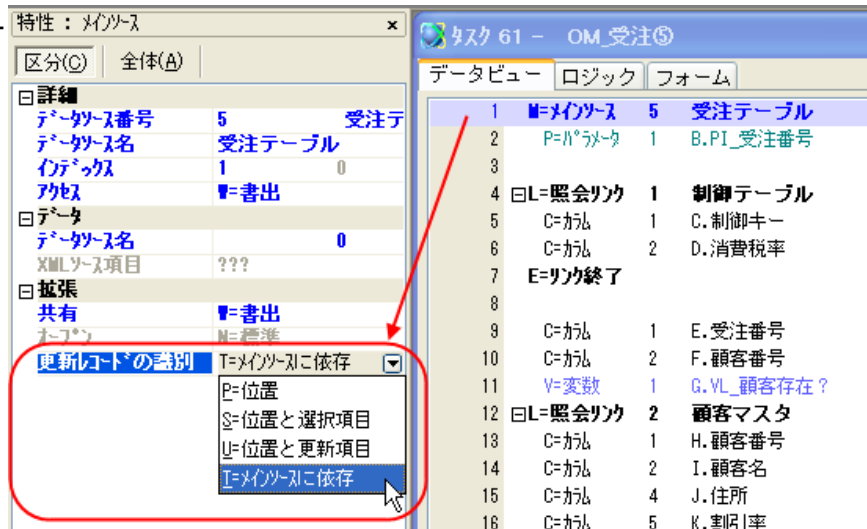 特性 : ﾒｲﾝｿｰｽ
区分(C) 全体(A)
詳細
ﾃﾞｰﾀｿｰｽ番号 5 受注テ
ﾃﾞｰﾀｿｰｽ名 受注テーブル
ｲﾝﾃﾞｯｸｽ 1 0
ｱｸｾｽ W=書出
データ
ﾃﾞｰﾀｿｰｽ名 0
XMLｿｰｽ項目 ???
拡張
共有 W=書出
ｵｰﾌﾟﾝ N=標準
更新ﾚｺｰﾄﾞの識別 T=ﾒｲﾝｿｰｽに依存
P=位置
S=位置と選択項目
U=位置と更新項目
T=ﾒｲﾝｿｰｽに依存
ﾀｽｸ 61 - OM_受注⑤
データビュー ロジック フォーム
1 M=ﾒｲﾝｿｰｽ 5 受注テーブル
2 P=ﾊﾟﾗﾒｰﾀ 1 B.PI_受注番号
3
4 L=照会ﾘﾝｸ 1 制御テーブル
5 C=ｶﾗﾑ 1 C.制御キー
6 C=ｶﾗﾑ 2 D.消費税率
7 E=ﾘﾝｸ終了
8
9 C=ｶﾗﾑ 1 E.受注番号
10 C=ｶﾗﾑ 2 F.顧客番号
11 V=変数 1 G.VL_顧客存在？
12 L=照会ﾘﾝｸ 2 顧客マスタ
13 C=ｶﾗﾑ 1 H.顧客番号
14 C=ｶﾗﾑ 2 I.顧客名
15 C=ｶﾗﾑ 4 J.住所
16 C=ｶﾗﾑ 5 K.割引率